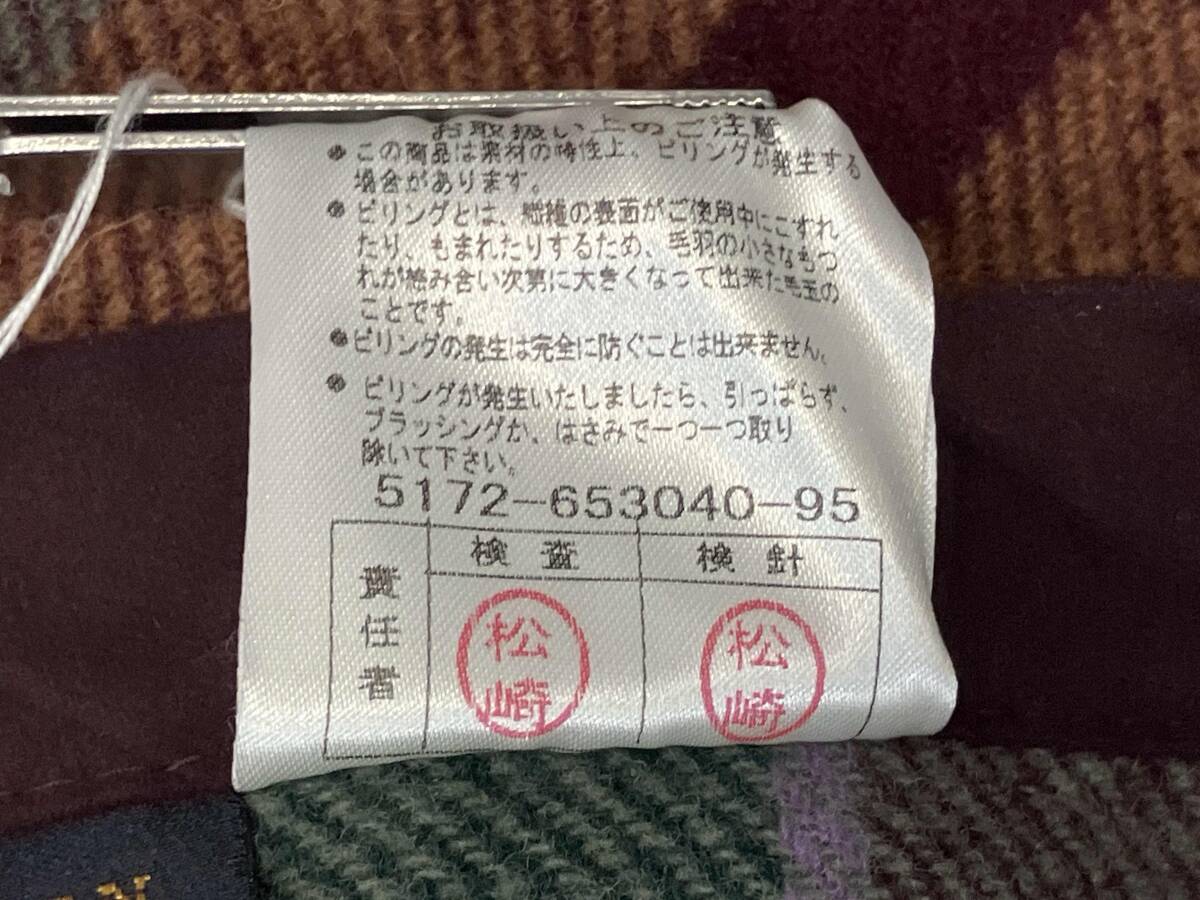 お取扱い上のご注意
●この商品は素材の特性上、ピリングが発生する
場合があります。
●ピリングとは、繊維の表面がご使用中にこすれ
たり、もまれたりするため、毛羽の小さなもつ
れが絡み合い次第に大きくなって出来た毛玉の
ことです。
●ピリングの発生は完全に防ぐことは出来ません。
●ピリングが発生いたしましたら、引っぱらず、
ブラッシングか、はさみで一つ一つ取り
除いて下さい。
5172-653040-95
責任者 検査 検針
松崎 松崎